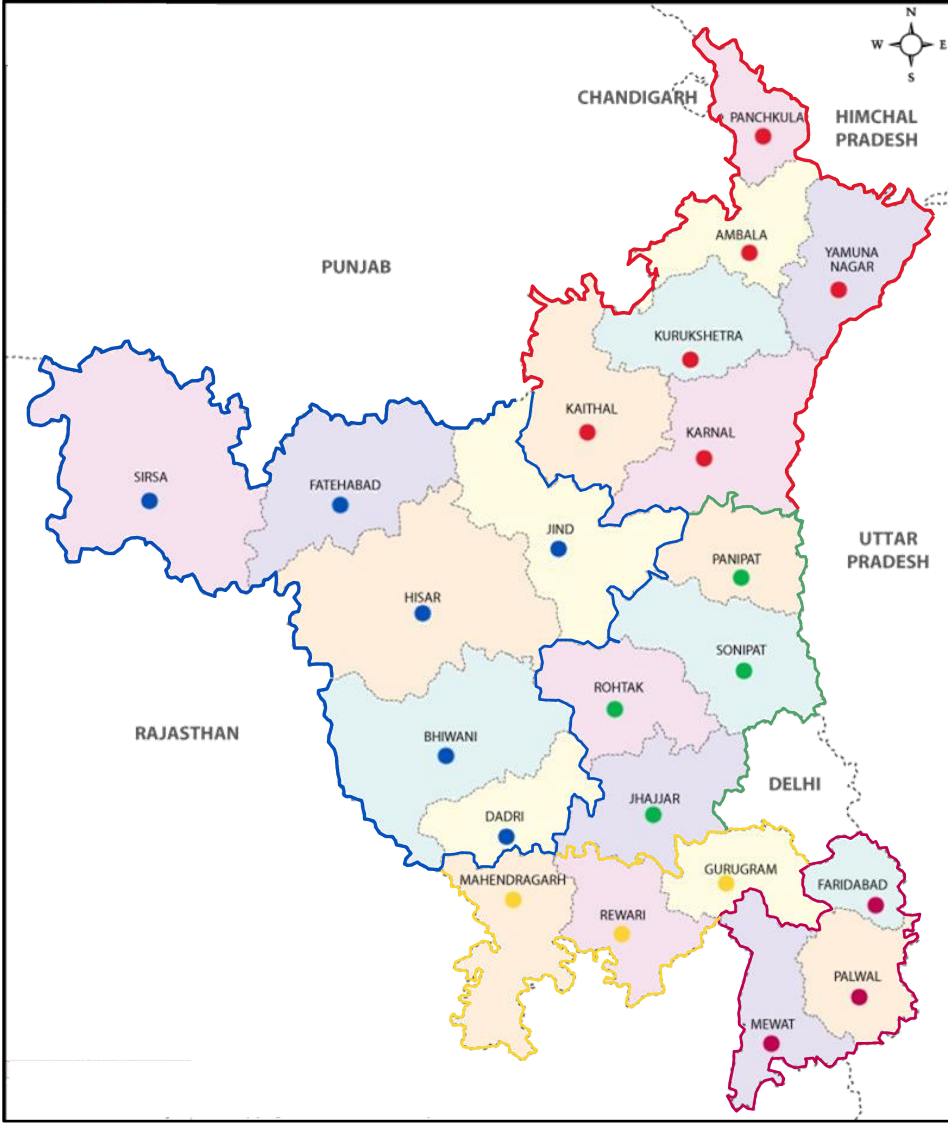 N
W E
S
CHANDIGARH
PANCHKULA
HIMCHAL
PRADESH
AMBALA
YAMUNA
NAGAR
PUNJAB
KURUKSHETRA
KAITHAL
KARNAL
SIRSA
FATEHABAD
JIND
UTTAR
PRADESH
PANIPAT
HISAR
SONIPAT
ROHTAK
RAJASTHAN
BHIWANI
DELHI
JHAJJAR
DADRI
MAHENDRAGARH
GURUGRAM
FARIDABAD
REWARI
PALWAL
MEWAT